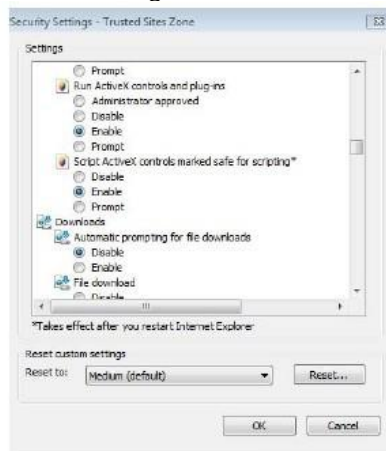 Security Settings - Trusted Sites Zone
Settings
Prompt
Run ActiveX controls and plug-ins
Administrator approved
Disable
Enable
Prompt
Script ActiveX controls marked safe for scripting*
Disable
Enable
Prompt
Downloads
Automatic prompting for file downloads
Disable
Enable
File download
Disable
*Takes effect after you restart Internet Explorer
Reset custom settings
Reset to: Medium (default) Reset...
OK Cancel